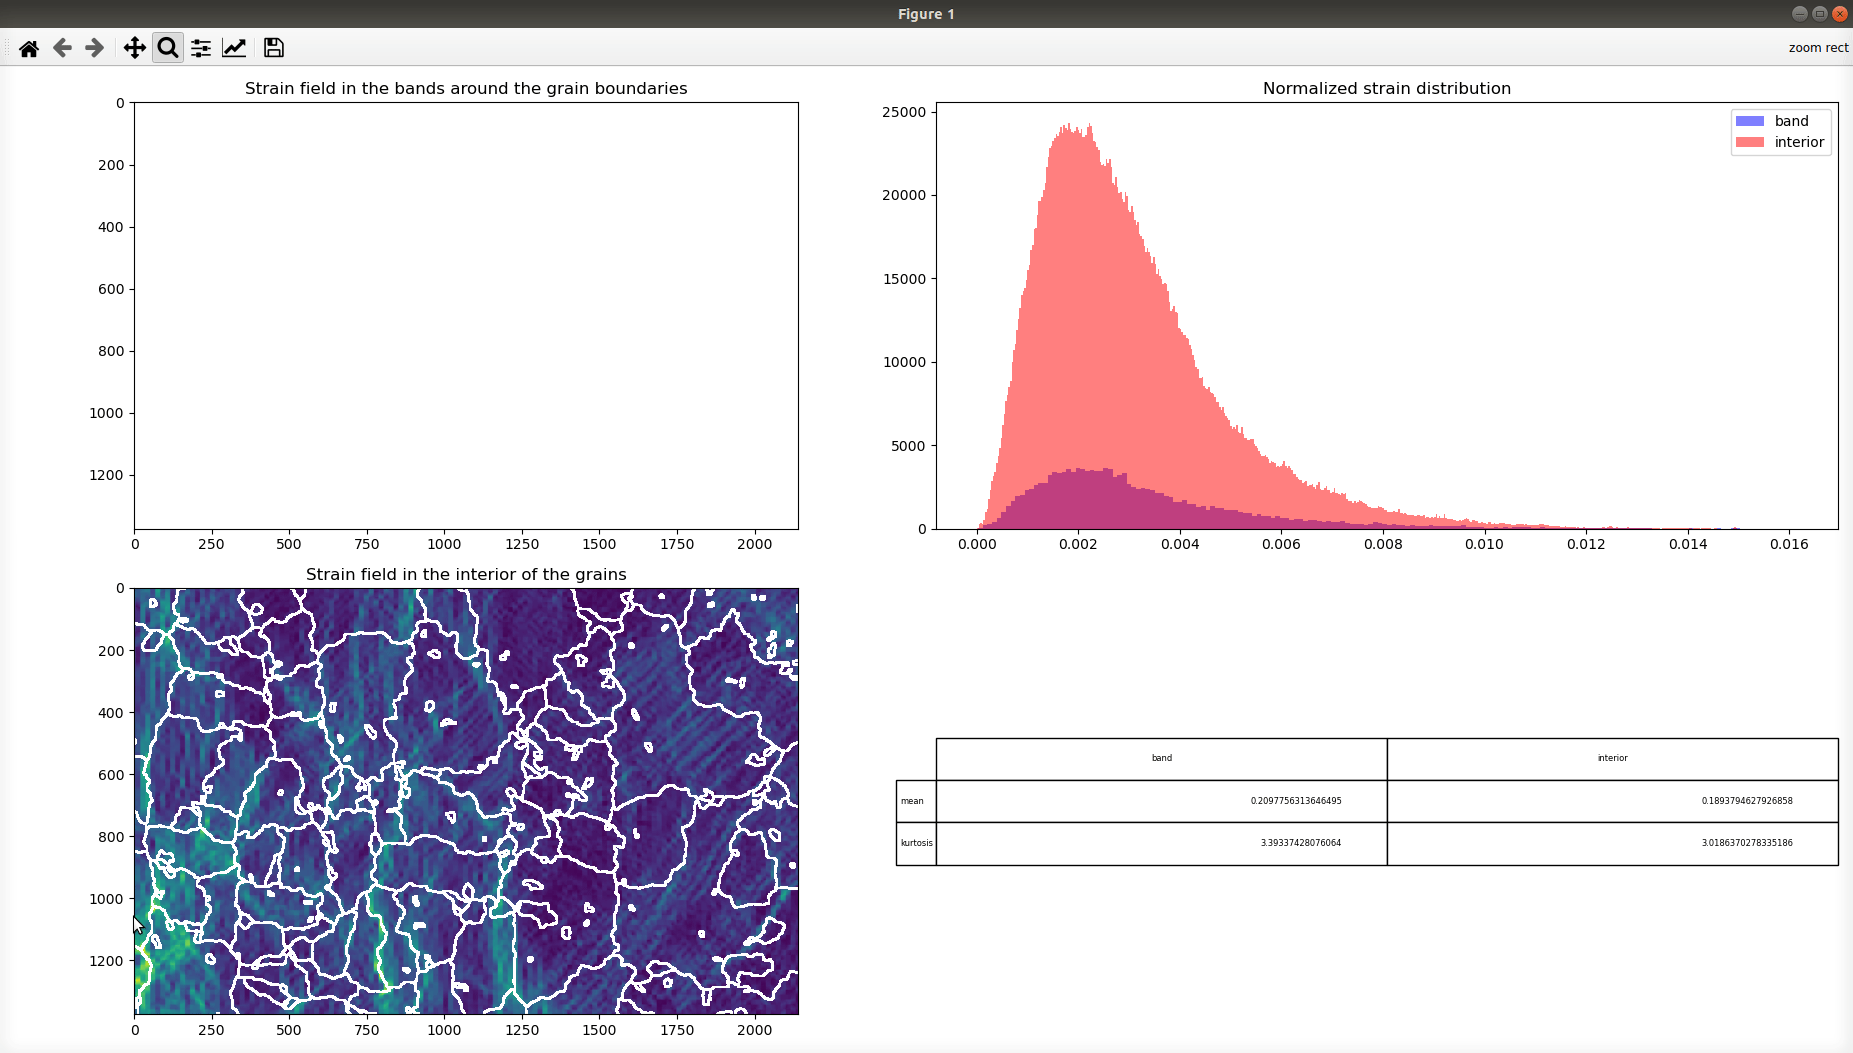 Figure 1
zoom rect
Strain field in the bands around the grain boundaries
0
200
400
600
800
1000
1200
0 250 500 750 1000 1250 1500 1750 2000
Normalized strain distribution
25000
20000
15000
10000
5000
0
band
interior
0.000 0.002 0.004 0.006 0.008 0.010 0.012 0.014 0.016
Strain field in the interior of the grains
0
200
400
600
800
1000
1200
0 250 500 750 1000 1250 1500 1750 2000
band interior
mean 0.2097756313646495 0.1893794627926858
kurtosis 3.39337428076064 3.0186370278335186